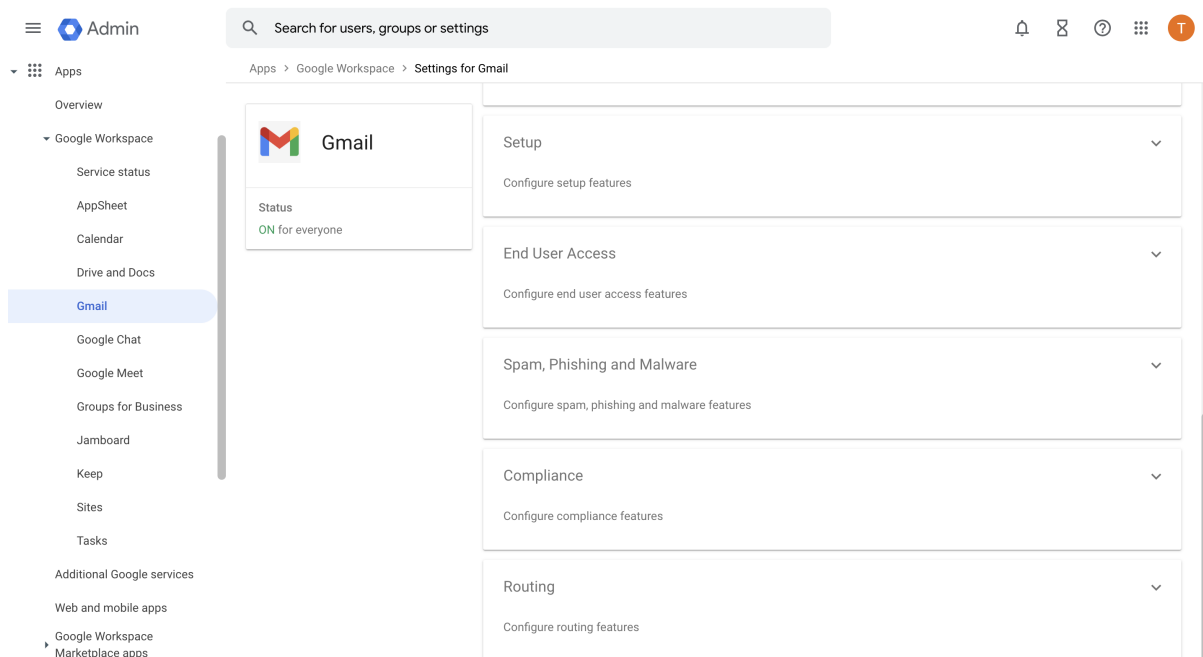 Admin
Search for users, groups or settings
T
Apps
Overview
Google Workspace
Service status
AppSheet
Calendar
Drive and Docs
Gmail
Google Chat
Google Meet
Groups for Business
Jamboard
Keep
Sites
Tasks
Additional Google services
Web and mobile apps
Google Workspace
Marketplace apps
Apps > Google Workspace > Settings for Gmail
Gmail
Status
ON for everyone
Setup
Configure setup features
End User Access
Configure end user access features
Spam, Phishing and Malware
Configure spam, phishing and malware features
Compliance
Configure compliance features
Routing
Configure routing features